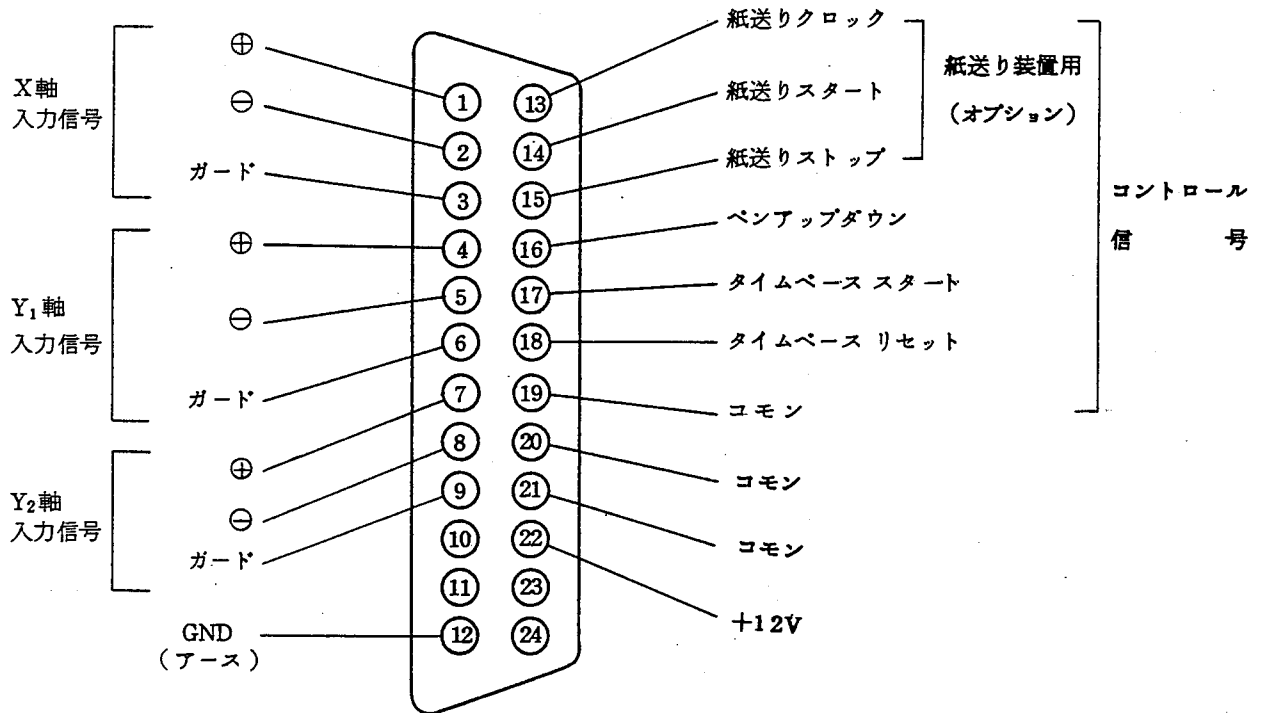 X軸
入力信号
⊕
⊖
ガード
Y₁軸
入力信号
⊕
⊖
ガード
Y₂軸
入力信号
⊕
⊖
ガード
GND
(アース)
1
2
3
4
5
6
7
8
9
10
11
12
13
14
15
16
17
18
19
20
21
22
23
24
紙送りクロック
紙送りスタート
紙送りストップ
紙送り装置用
(オプション)
ペンアップダウン
タイムベース スタート
タイムベース リセット
コモン
コントロール
信号
コモン
コモン
+12V